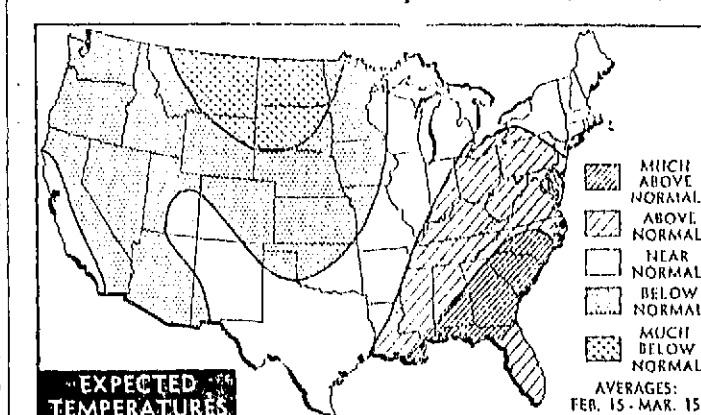 MUCH
ABOVE
NORMAL
ABOVE
NORMAL
NEAR
NORMAL
BELOW
NORMAL
MUCH
BELOW
NORMAL
AVERAGES:
FEB. 15 - MAR. 15
EXPECTED
TEMPERATURES